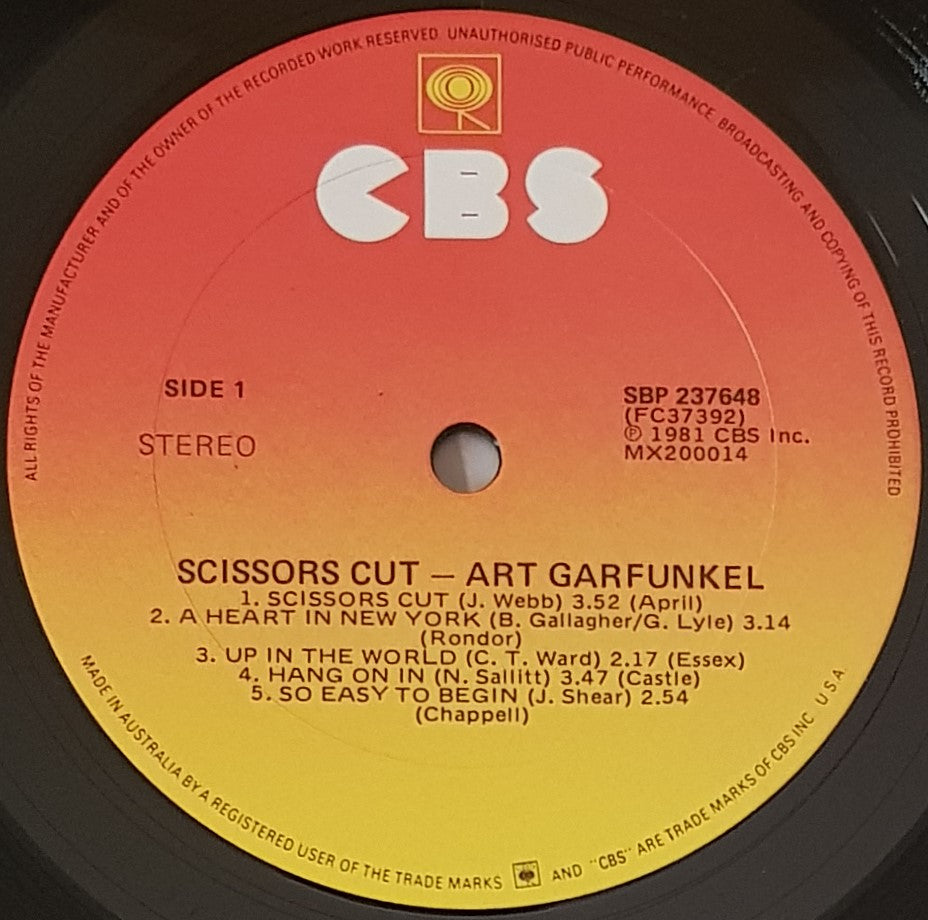 ALL RIGHTS OF THE MANUFACTURER AND OF THE OWNER OF THE RECORDED WORK RESERVED. UNAUTHORISED PUBLIC PERFORMANCE, BROADCASTING AND COPYING OF THIS RECORD PROHIBITED
CBS
SIDE 1
STEREO
SBP 237648
(FC37392)
℗ 1981 CBS Inc.
MX200014
SCISSORS CUT – ART GARFUNKEL
1. SCISSORS CUT (J. Webb) 3.52 (April)
2. A HEART IN NEW YORK (B. Gallagher/G. Lyle) 3.14
(Rondor)
3. UP IN THE WORLD (C. T. Ward) 2.17 (Essex)
4. HANG ON IN (N. Sallitt) 3.47 (Castle)
5. SO EASY TO BEGIN (J. Shear) 2.54
(Chappell)
MADE IN AUSTRALIA BY A REGISTERED USER OF THE TRADE MARKS AND "CBS" ARE TRADE MARKS OF CBS INC. U.S.A.